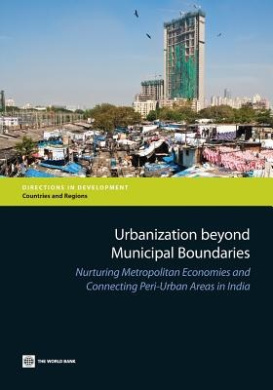 DIRECTIONS IN DEVELOPMENT
Countries and Regions
Urbanization beyond
Municipal Boundaries
Nurturing Metropolitan Economies and
Connecting Peri-Urban Areas in India
THE WORLD BANK